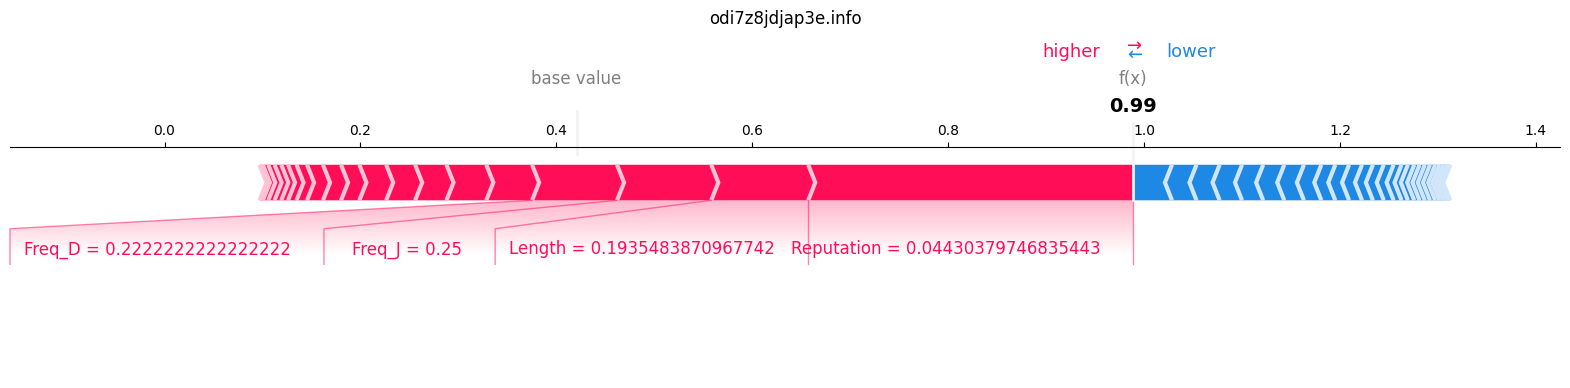 odi7z8jdjap3e.info
higher ⇄ lower
base value f(x)
0.99
0.0 0.2 0.4 0.6 0.8 1.0 1.2 1.4
Freq_D = 0.2222222222222222 Freq_J = 0.25 Length = 0.1935483870967742 Reputation = 0.04430379746835443